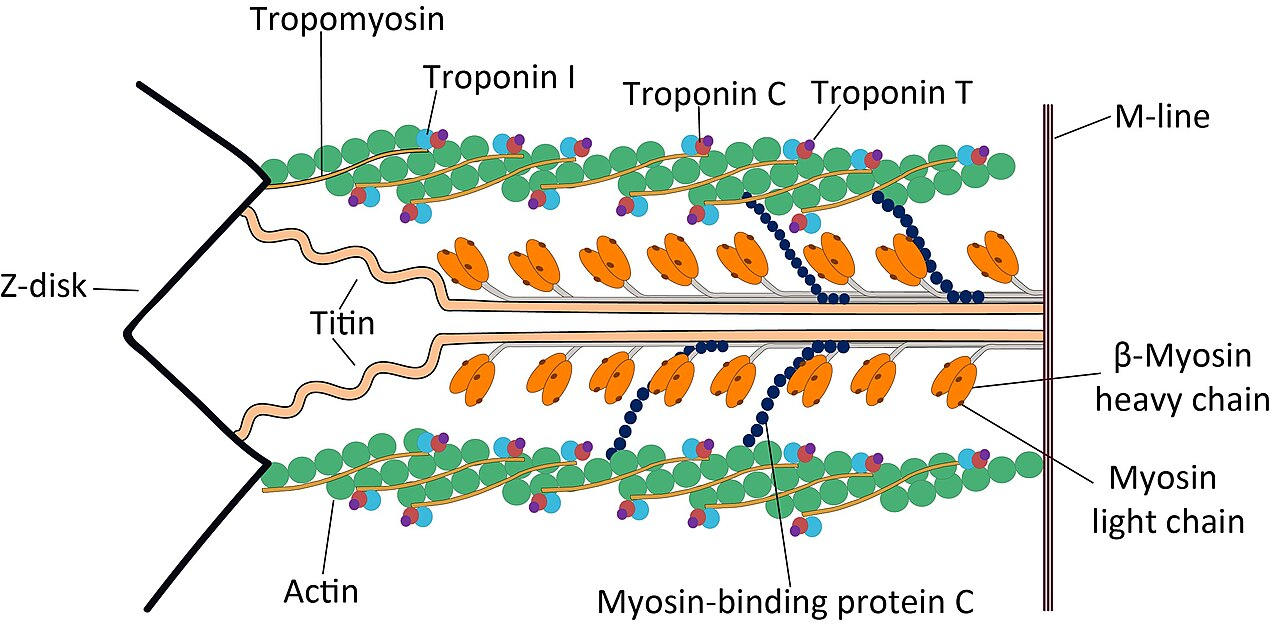 Tropomyosin
Troponin I
Troponin C
Troponin T
M-line
Z-disk
Titin
β-Myosin
heavy chain
Myosin
light chain
Actin
Myosin-binding protein C